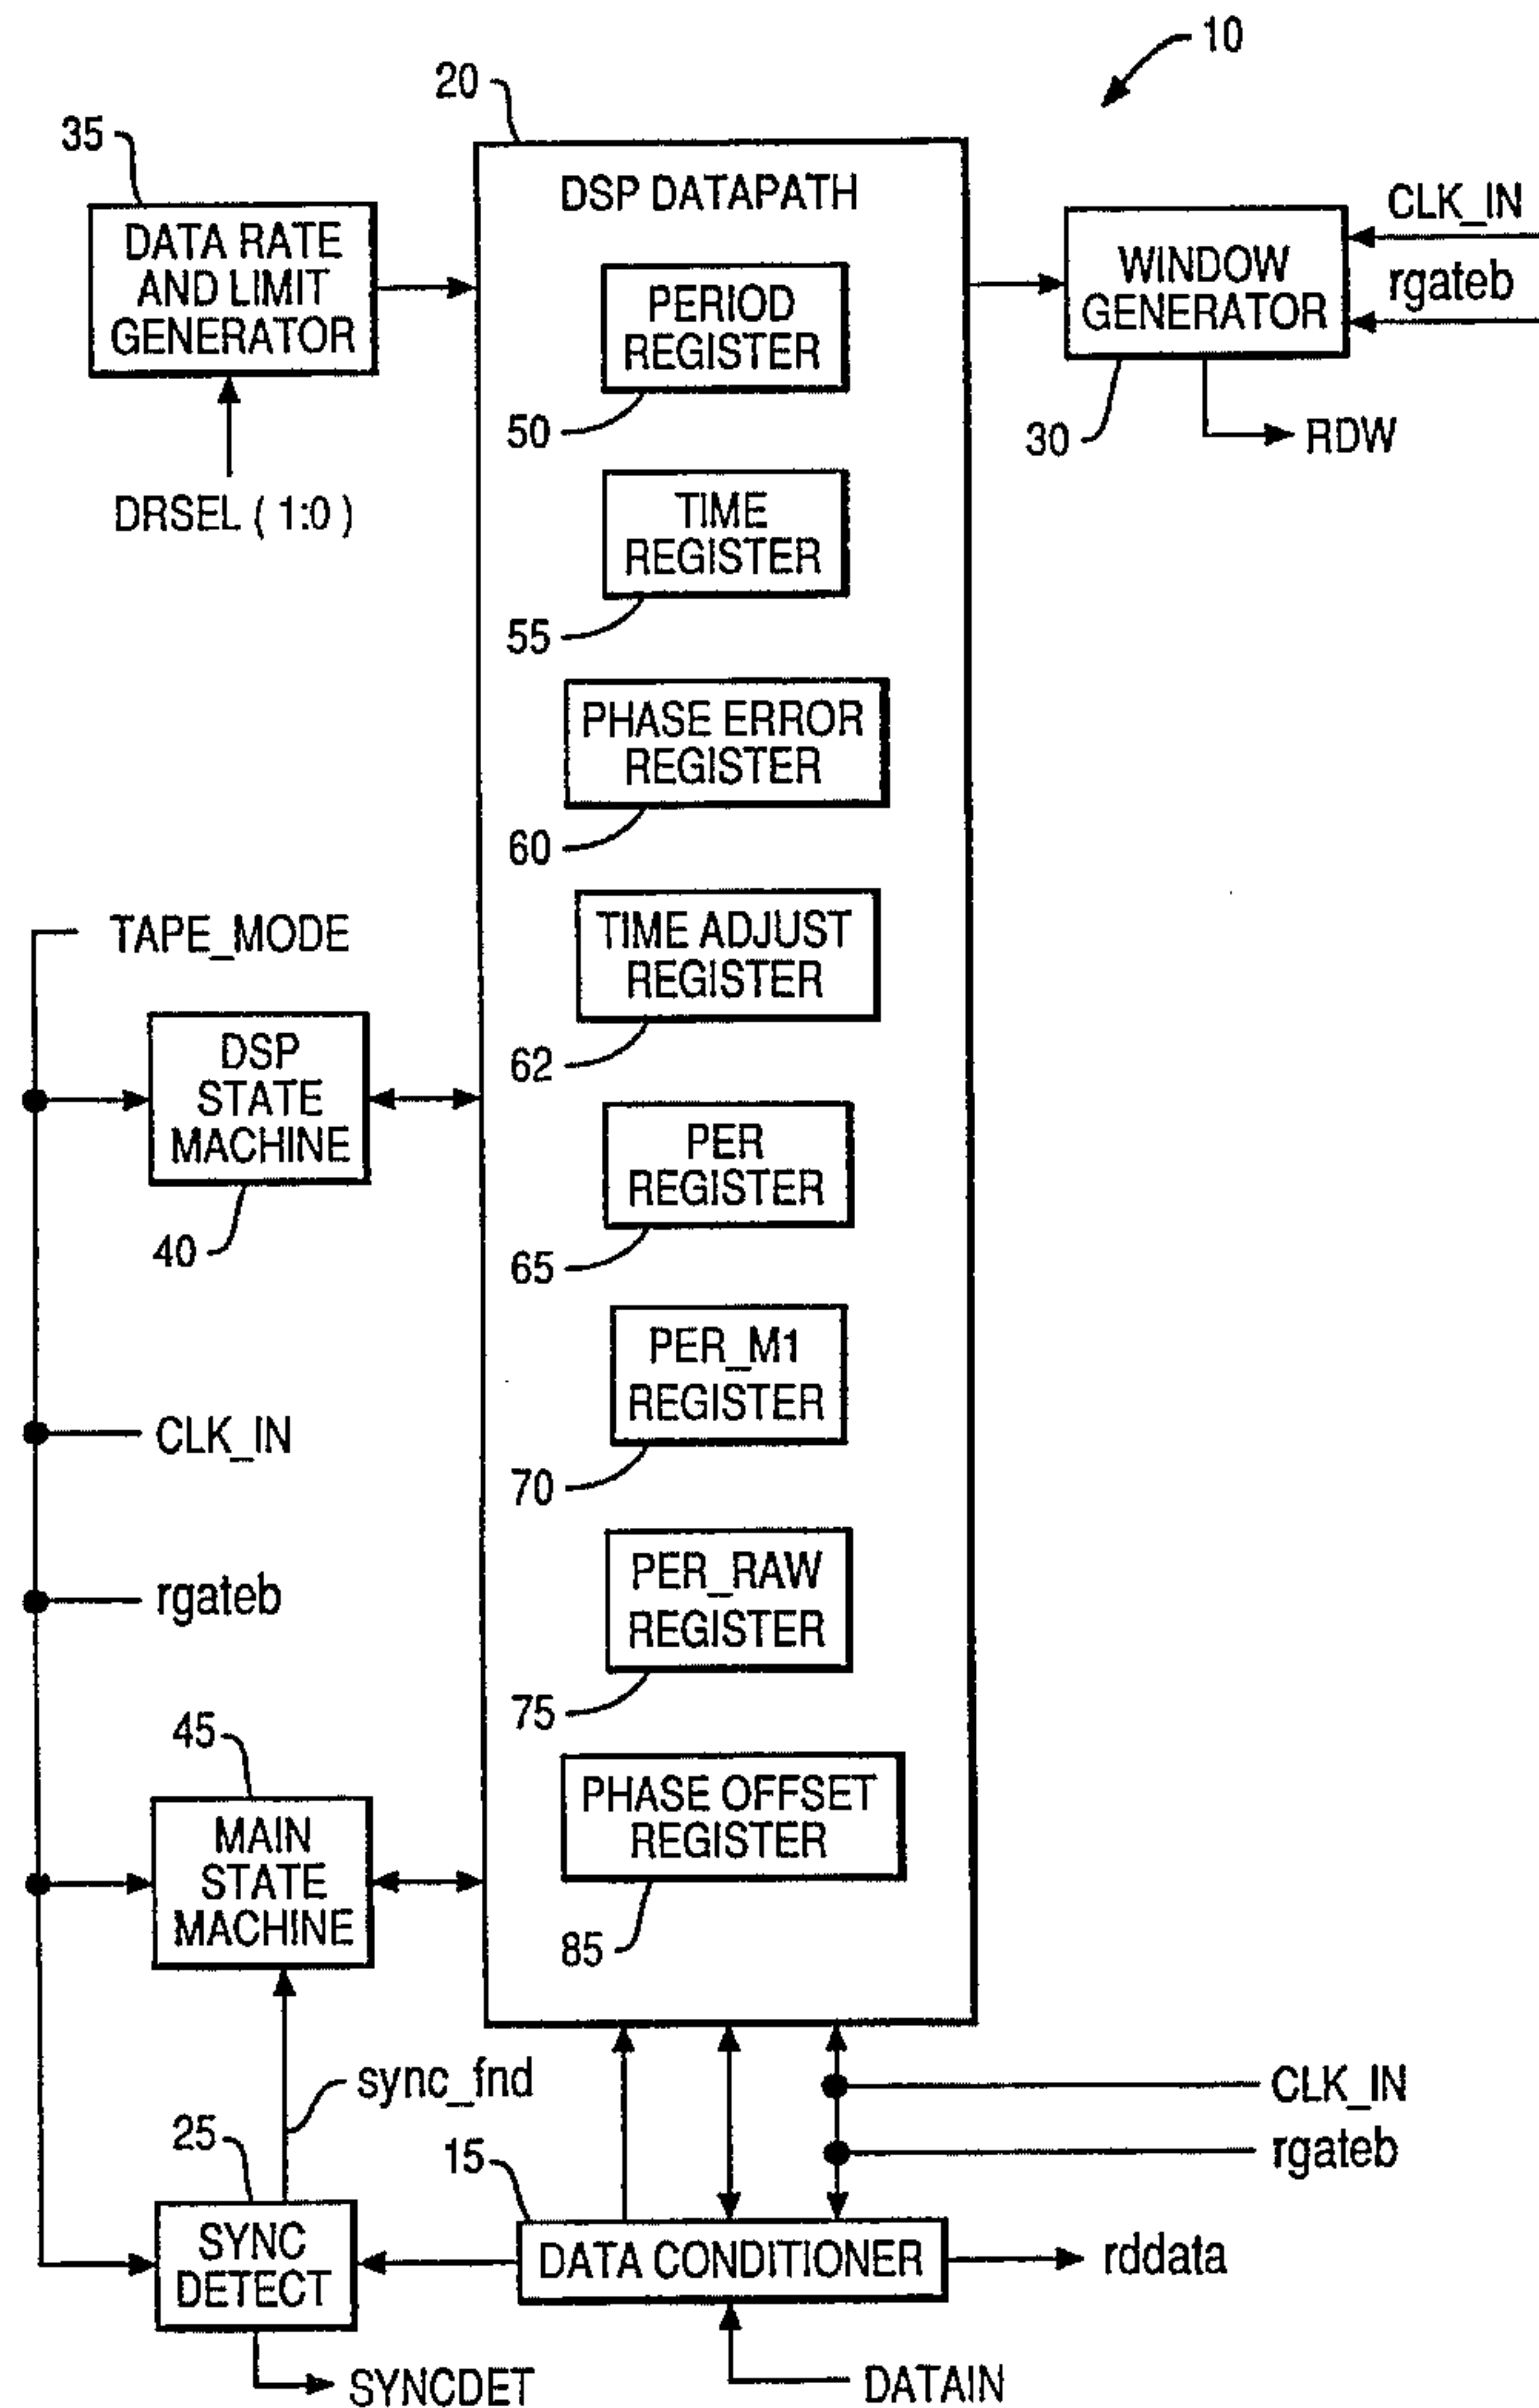 10
20
35
DATA RATE
AND LIMIT
GENERATOR
DRSEL ( 1:0 )
DSP DATAPATH
PERIOD
REGISTER
50
TIME
REGISTER
55
PHASE ERROR
REGISTER
60
TIME ADJUST
REGISTER
62
PER
REGISTER
65
PER_M1
REGISTER
70
PER_RAW
REGISTER
75
PHASE OFFSET
REGISTER
85
WINDOW
GENERATOR
30
CLK_IN
rgateb
RDW
TAPE_MODE
DSP
STATE
MACHINE
40
CLK_IN
rgateb
45
MAIN
STATE
MACHINE
sync_fnd
25
SYNC
DETECT
SYNCDET
15
DATA CONDITIONER
CLK_IN
rgateb
rddata
DATAIN